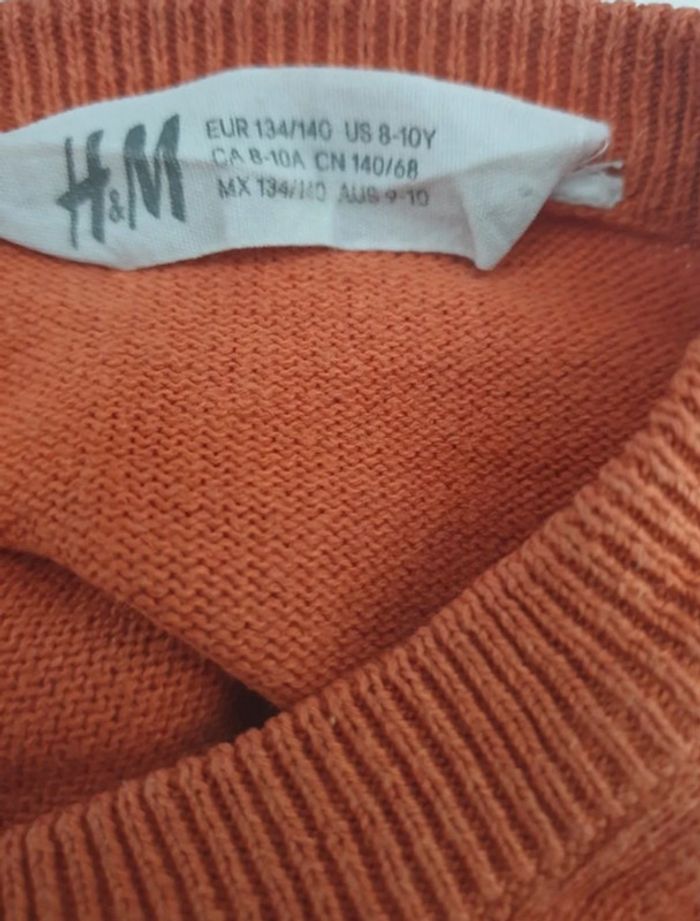 H&M
EUR 134/140 US 8-10Y
CA 8-10A CN 140/68
MX 134/140 AUS 9-10